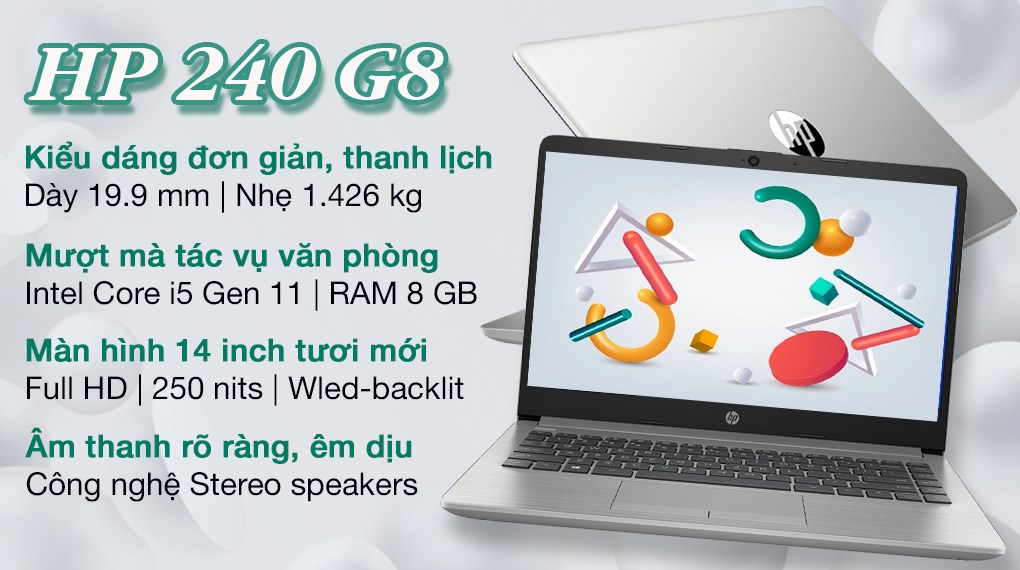 HP 240 G8
Kiểu dáng đơn giản, thanh lịch
Dày 19.9 mm | Nhẹ 1.426 kg
Mượt mà tác vụ văn phòng
Intel Core i5 Gen 11 | RAM 8 GB
Màn hình 14 inch tươi mới
Full HD | 250 nits | Wled-backlit
Âm thanh rõ ràng, êm dịu
Công nghệ Stereo speakers
hp
hp